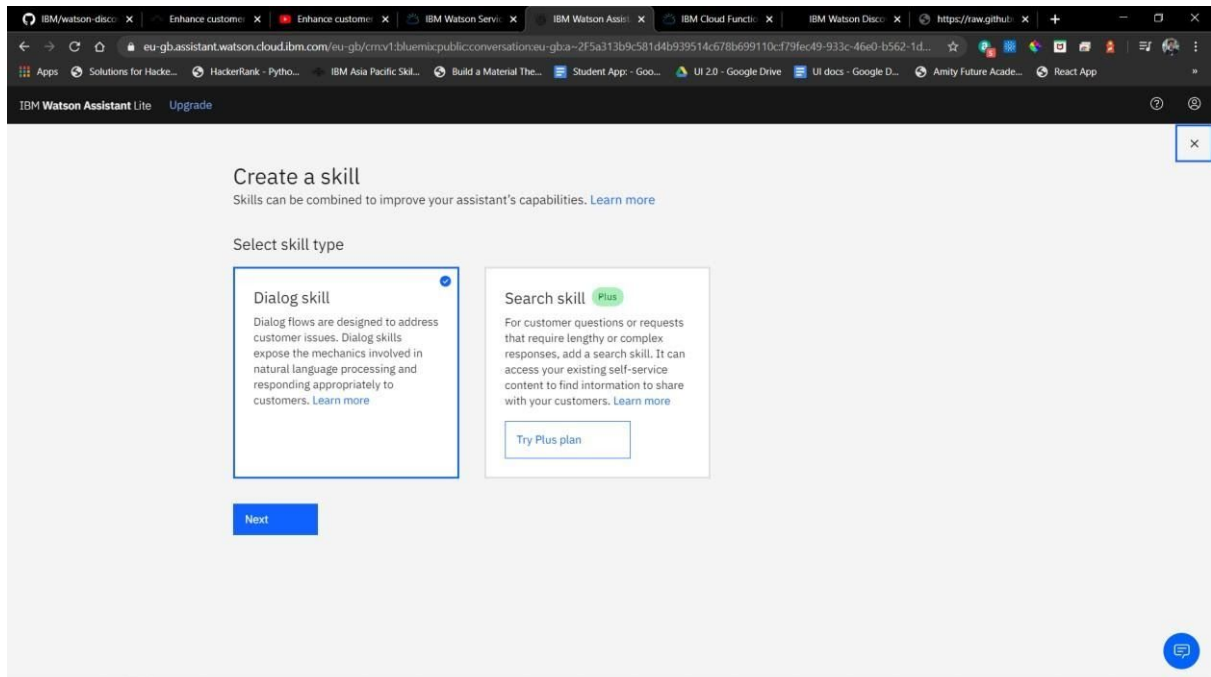 IBM/watson-disco
Enhance customer
Enhance customer
IBM Watson Servic
IBM Watson Assist
IBM Cloud Functio
IBM Watson Disco
https://raw.github
eu-gb.assistant.watson.cloud.ibm.com/eu-gb/crn:v1:bluemix:public:conversation:eu-gb:a~2F5a313b9c581d4b939514c678b699110c:f79fec49-933c-46e0-b562-1d...
Apps
Solutions for Hacke...
HackerRank - Pytho...
IBM Asia Pacific Skil...
Build a Material The...
Student App: - Goo...
UI 2.0 - Google Drive
UI docs - Google D...
Amity Future Acade...
React App
»
IBM Watson Assistant Lite Upgrade
Create a skill
Skills can be combined to improve your assistant's capabilities. Learn more
Select skill type
Dialog skill
Dialog flows are designed to address
customer issues. Dialog skills
expose the mechanics involved in
natural language processing and
responding appropriately to
customers. Learn more
Search skill Plus
For customer questions or requests
that require lengthy or complex
responses, add a search skill. It can
access your existing self-service
content to find information to share
with your customers. Learn more
Try Plus plan
Next